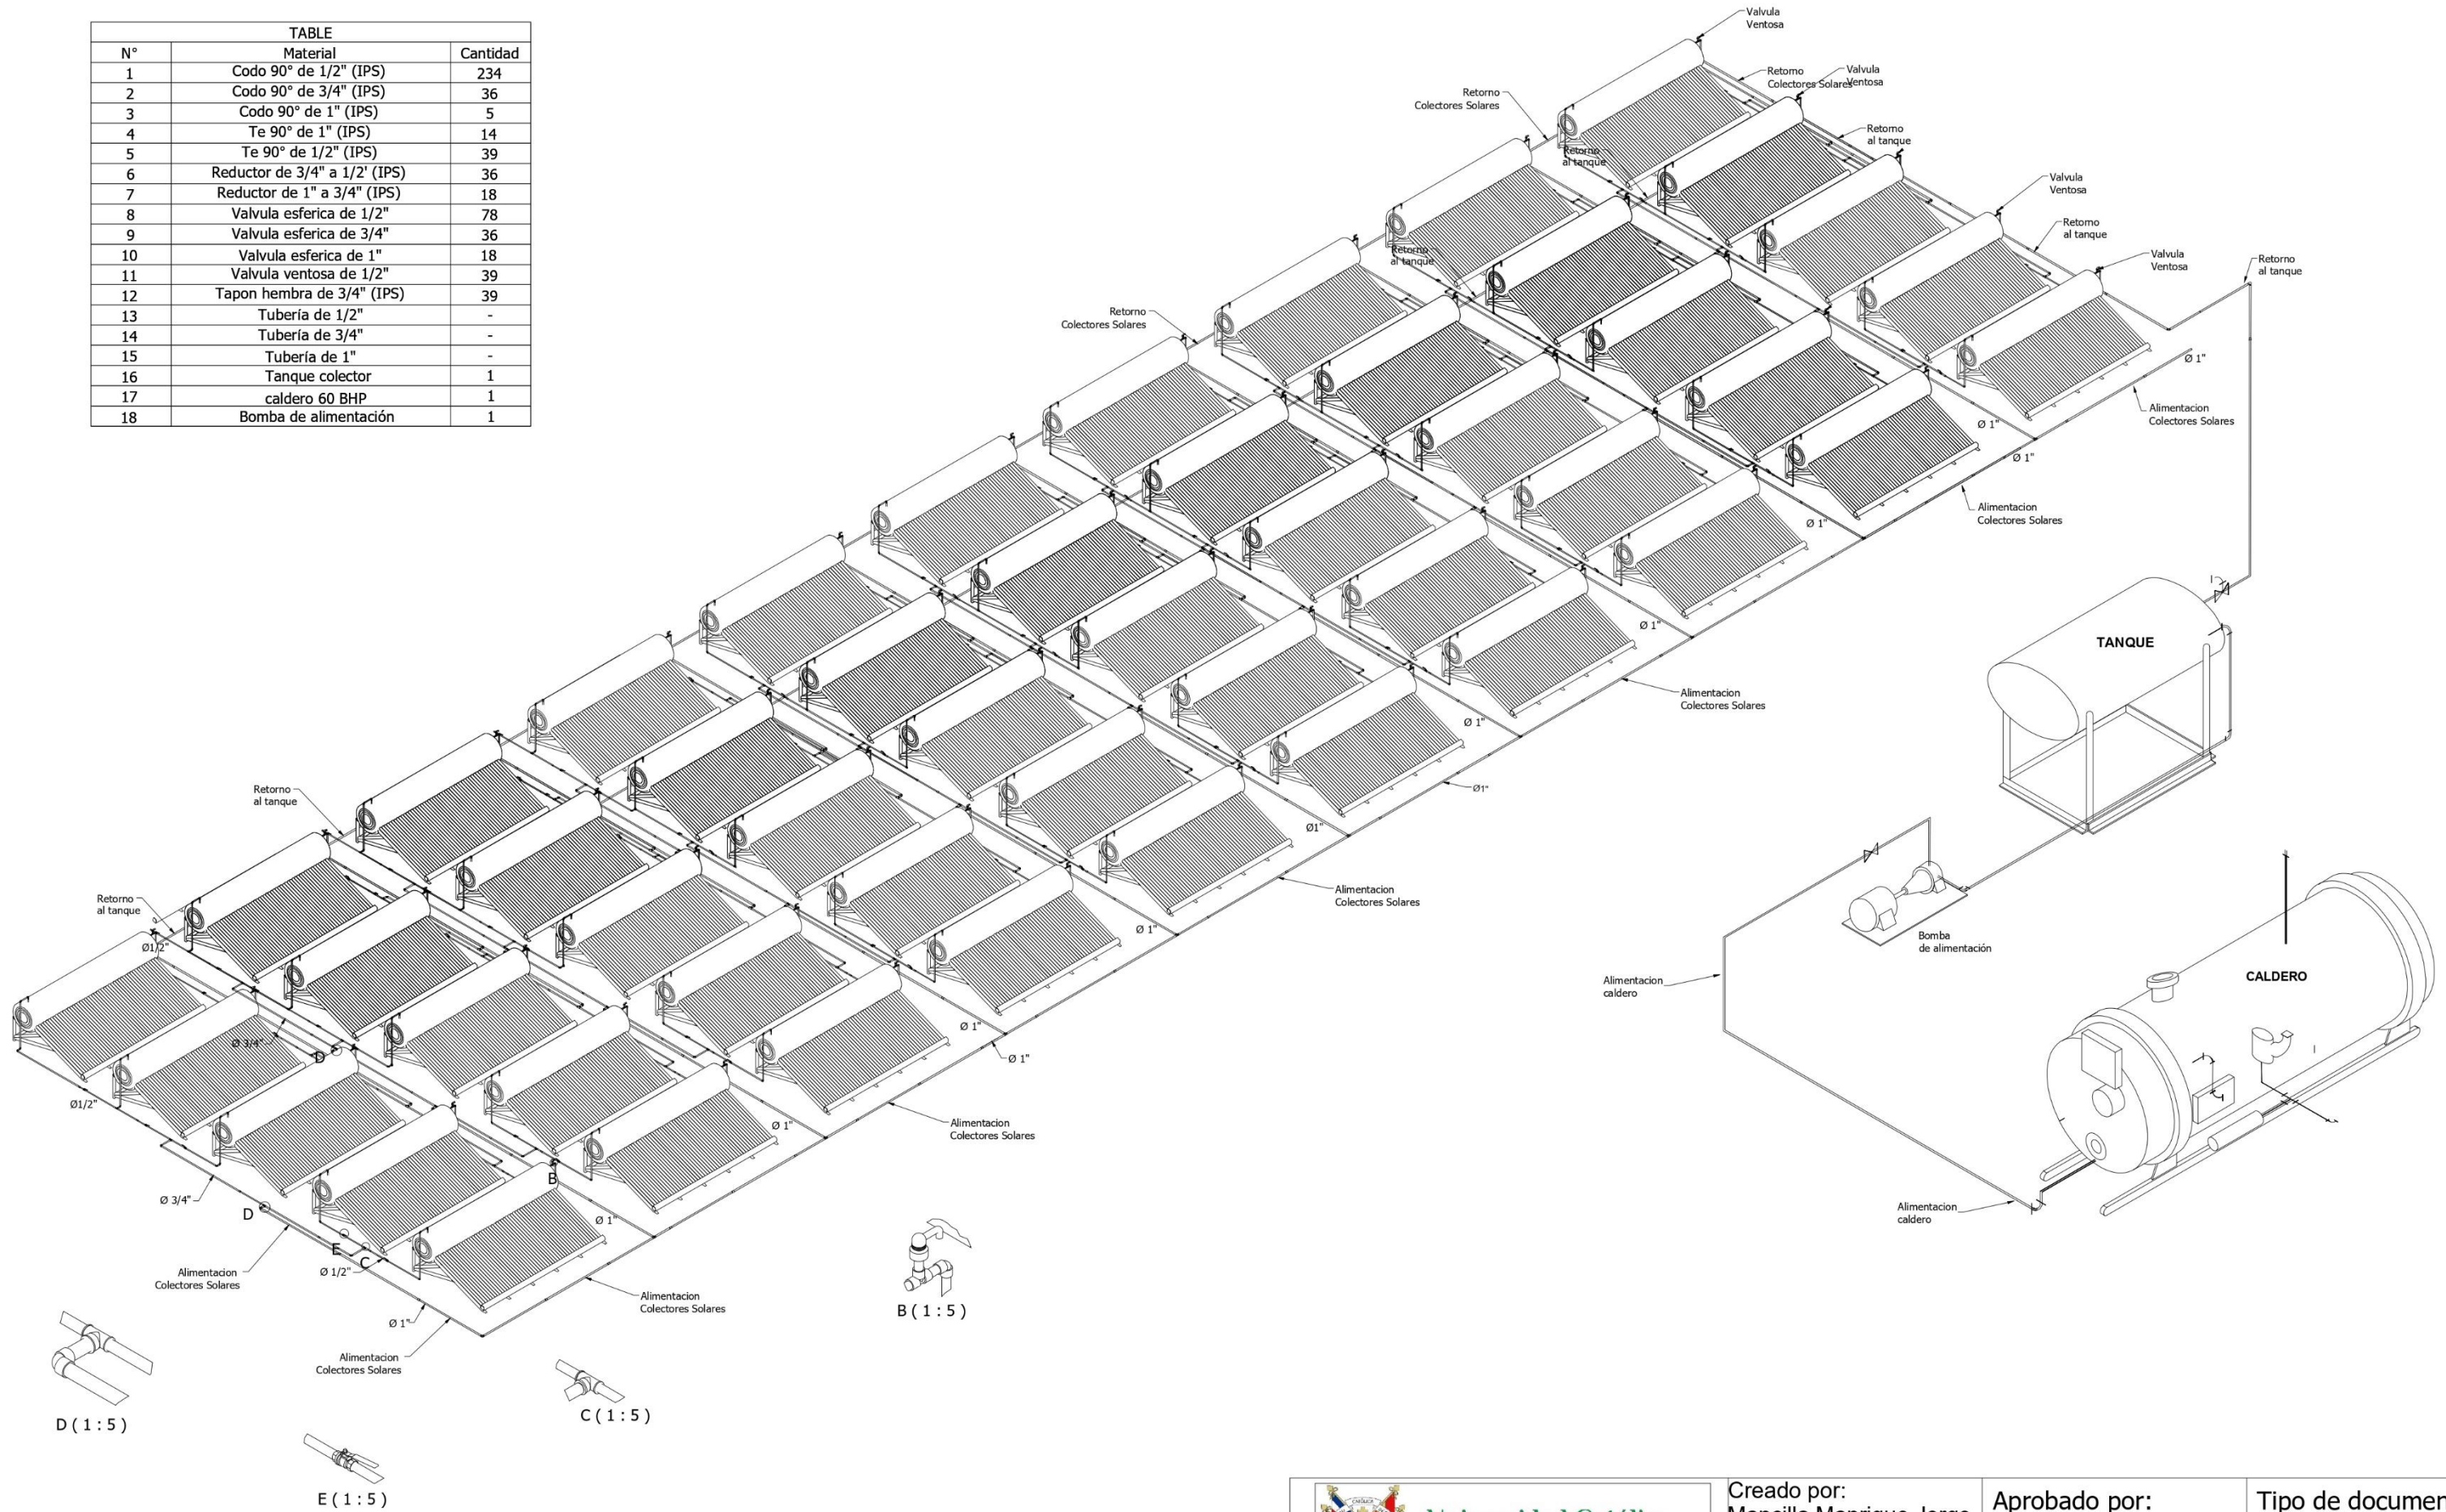 TABLE
N° Material Cantidad
1 Codo 90° de 1/2" (IPS) 234
2 Codo 90° de 3/4" (IPS) 36
3 Codo 90° de 1" (IPS) 5
4 Te 90° de 1" (IPS) 14
5 Te 90° de 1/2" (IPS) 39
6 Reductor de 3/4" a 1/2' (IPS) 36
7 Reductor de 1" a 3/4" (IPS) 18
8 Valvula esferica de 1/2" 78
9 Valvula esferica de 3/4" 36
10 Valvula esferica de 1" 18
11 Valvula ventosa de 1/2" 39
12 Tapon hembra de 3/4" (IPS) 39
13 Tubería de 1/2" -
14 Tubería de 3/4" -
15 Tubería de 1" -
16 Tanque colector 1
17 caldero 60 BHP 1
18 Bomba de alimentación 1
Valvula
Ventosa
Retorno
Colectores Solares
Valvula
Ventosa
Retorno
Colectores Solares
Retorno
al tanque
Retorno
al tanque
Valvula
Ventosa
Retorno
al tanque
Retorno
al tanque
Valvula
Ventosa
Retorno
al tanque
Retorno
Colectores Solares
Ø 1"
Alimentacion
Colectores Solares
Ø 1"
Ø 1"
Alimentacion
Colectores Solares
Ø 1"
Ø 1"
TANQUE
Alimentacion
Colectores Solares
Ø 1"
Ø1"
Retorno
al tanque
Ø1"
Alimentacion
Colectores Solares
Retorno
al tanque
Ø1/2"
Ø 1"
Bomba
de alimentación
Alimentacion
caldero
CALDERO
Ø 1"
Ø 3/4"
D
Ø 1"
Ø1/2"
Ø 1"
Alimentacion
Colectores Solares
B
Ø 3/4"
D
Ø 1"
Alimentacion
caldero
E
C
Ø 1/2"
Alimentacion
Colectores Solares
Alimentacion
Colectores Solares
Ø 1"
B ( 1 : 5 )
Alimentacion
Colectores Solares
D ( 1 : 5 )
C ( 1 : 5 )
E ( 1 : 5 )
Creado por:
Aprobado por:
Tipo de documen